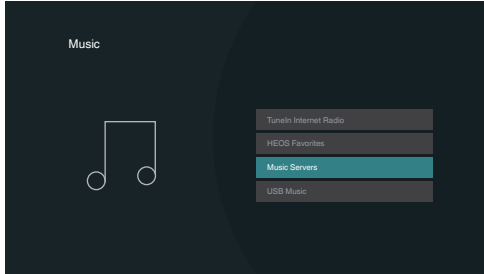 Music
TuneIn Internet Radio
HEOS Favorites
Music Servers
USB Music